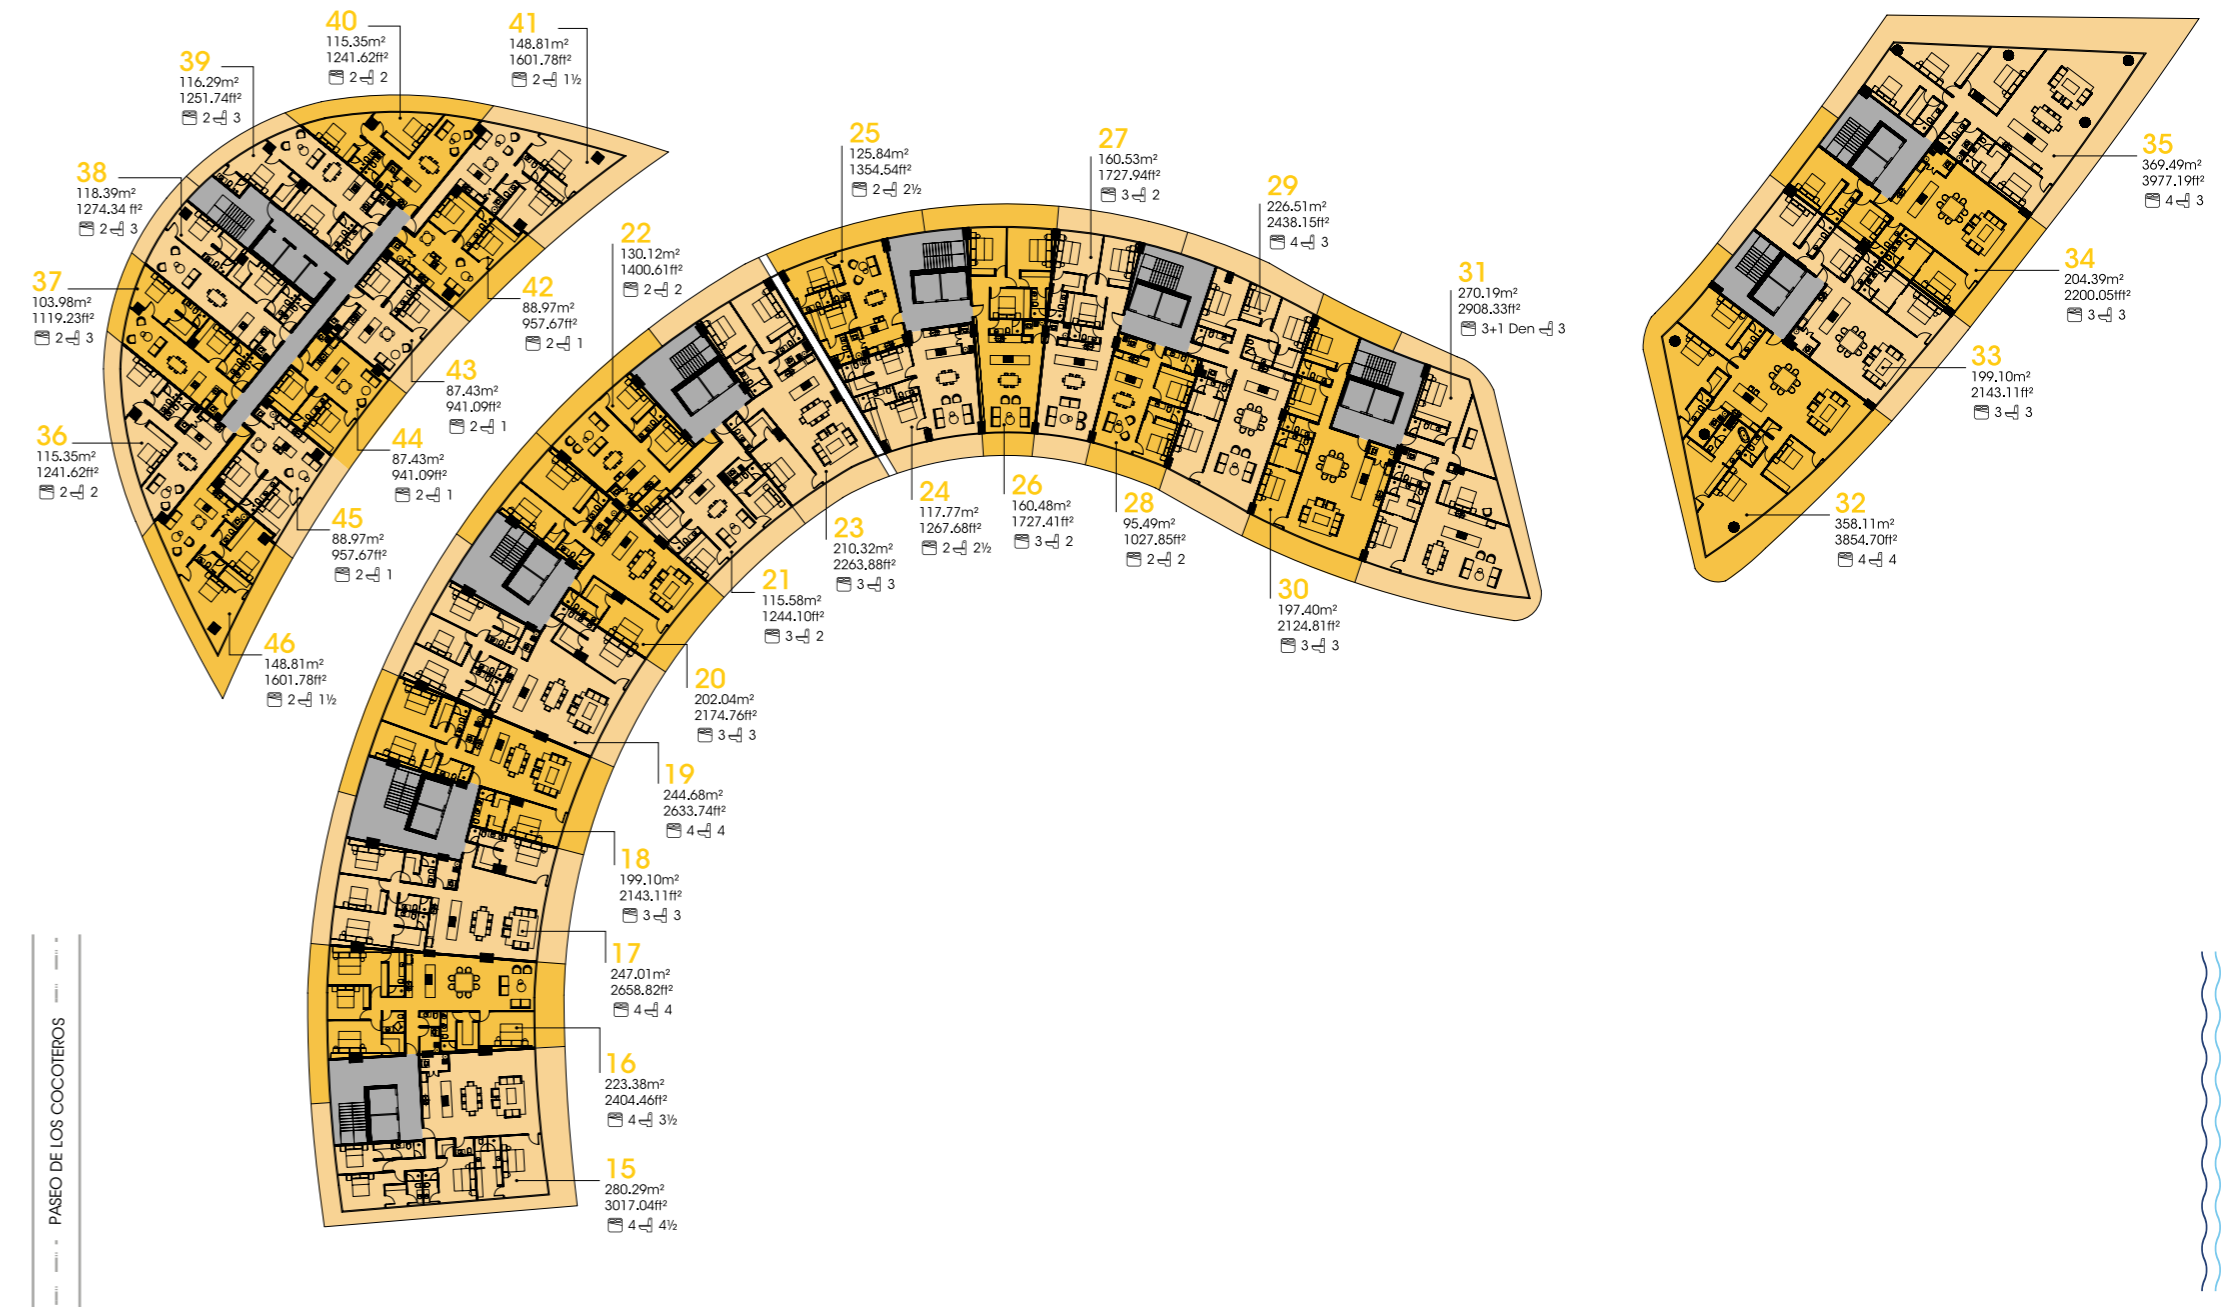 40
115.35m²
1241.62ft²
2 2
41
148.81m²
1601.78ft²
2 1½
39
116.29m²
1251.74ft²
2 3
38
118.39m²
1274.34 ft²
2 3
37
103.98m²
1119.23ft²
2 3
36
115.35m²
1241.62ft²
2 2
42
88.97m²
957.67ft²
2 1
43
87.43m²
941.09ft²
2 1
44
87.43m²
941.09ft²
2 1
45
88.97m²
957.67ft²
2 1
46
148.81m²
1601.78ft²
2 1½
22
130.12m²
1400.61ft²
2 2
25
125.84m²
1354.54ft²
2 2½
27
160.53m²
1727.94ft²
3 2
29
226.51m²
2438.15ft²
4 3
31
270.19m²
2908.33ft²
3+1 Den 3
24
117.77m²
1267.68ft²
2 2½
26
160.48m²
1727.41ft²
3 2
28
95.49m²
1027.85ft²
2 2
30
197.40m²
2124.81ft²
3 3
23
210.32m²
2263.88ft²
3 3
21
115.58m²
1244.10ft²
3 2
20
202.04m²
2174.76ft²
3 3
19
244.68m²
2633.74ft²
4 4
18
199.10m²
2143.11ft²
3 3
17
247.01m²
2658.82ft²
4 4
16
223.38m²
2404.46ft²
4 3½
15
280.29m²
3017.04ft²
4 4½
35
369.49m²
3977.19ft²
4 3
34
204.39m²
2200.05ft²
3 3
33
199.10m²
2143.11ft²
3 3
32
358.11m²
3854.70ft²
4 4
PASEO DE LOS COCOTEROS